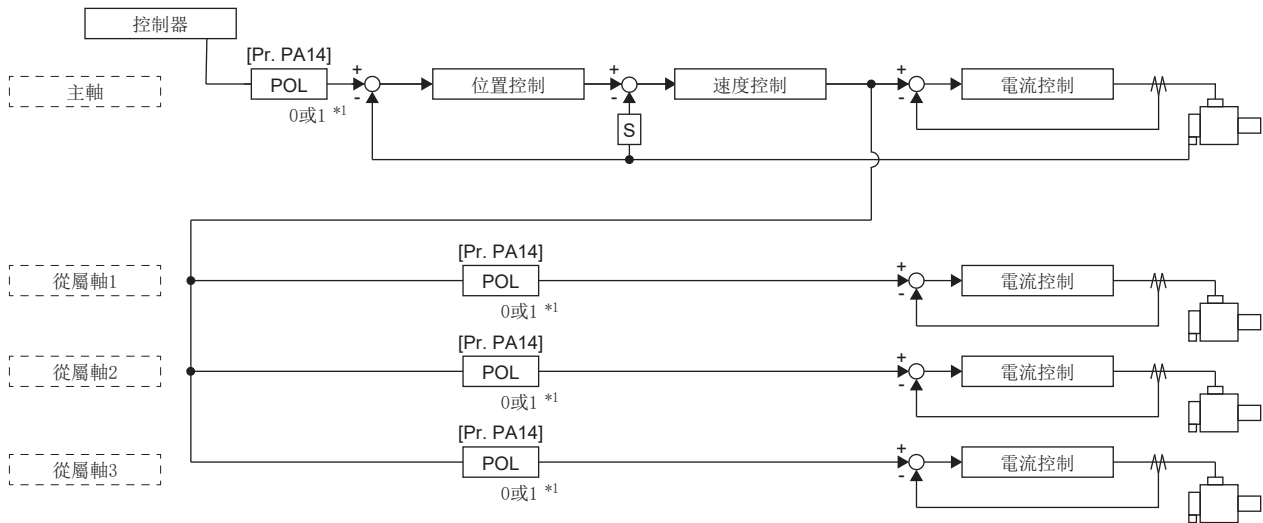 控制器
[Pr. PA14]
主軸
POL
+
-
位置控制
+
-
速度控制
+
-
電流控制
0或1 *1
S
[Pr. PA14]
從屬軸1
POL
+
-
電流控制
0或1 *1
[Pr. PA14]
從屬軸2
POL
+
-
電流控制
0或1 *1
[Pr. PA14]
從屬軸3
POL
+
-
電流控制
0或1 *1